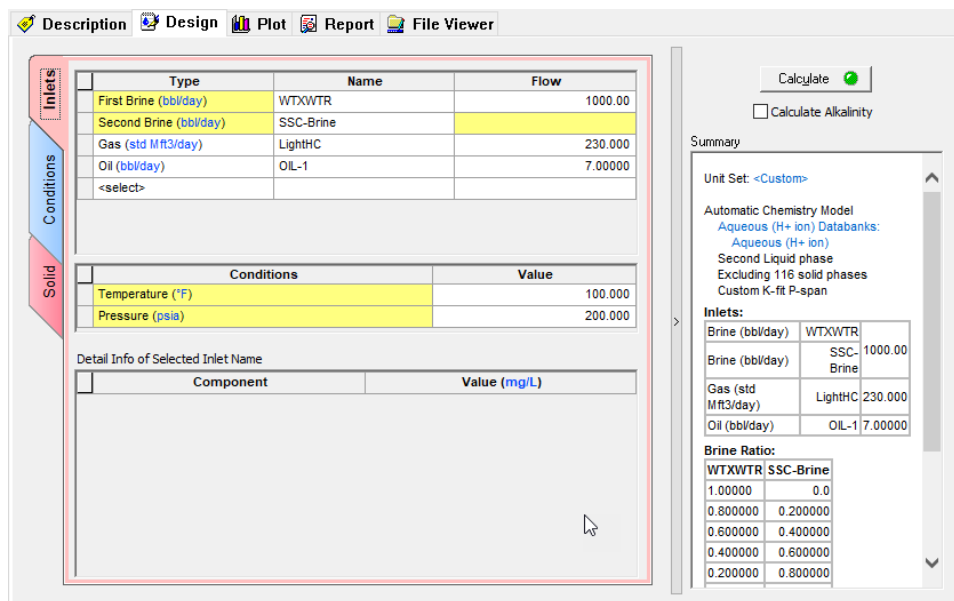 Description Design Plot Report File Viewer
Inlets
Conditions
Solid
Type Name Flow
First Brine (bbl/day) WTXWTR 1000.00
Second Brine (bbl/day) SSC-Brine
Gas (std Mft3/day) LightHC 230.000
Oil (bbl/day) OIL-1 7.00000
<select>
Conditions Value
Temperature (°F) 100.000
Pressure (psia) 200.000
Detail Info of Selected Inlet Name
Component Value (mg/L)
>
Calculate
Calculate Alkalinity
Summary
Unit Set: <Custom>
Automatic Chemistry Model
Aqueous (H+ ion) Databanks:
Aqueous (H+ ion)
Second Liquid phase
Excluding 116 solid phases
Custom K-fit P-span
Inlets:
Brine (bbl/day) WTXWTR 1000.00
Brine (bbl/day) SSC-
Brine
Gas (std
Mft3/day) LightHC 230.000
Oil (bbl/day) OIL-1 7.00000
Brine Ratio:
WTXWTR SSC-Brine
1.00000 0.0
0.800000 0.200000
0.600000 0.400000
0.400000 0.600000
0.200000 0.800000